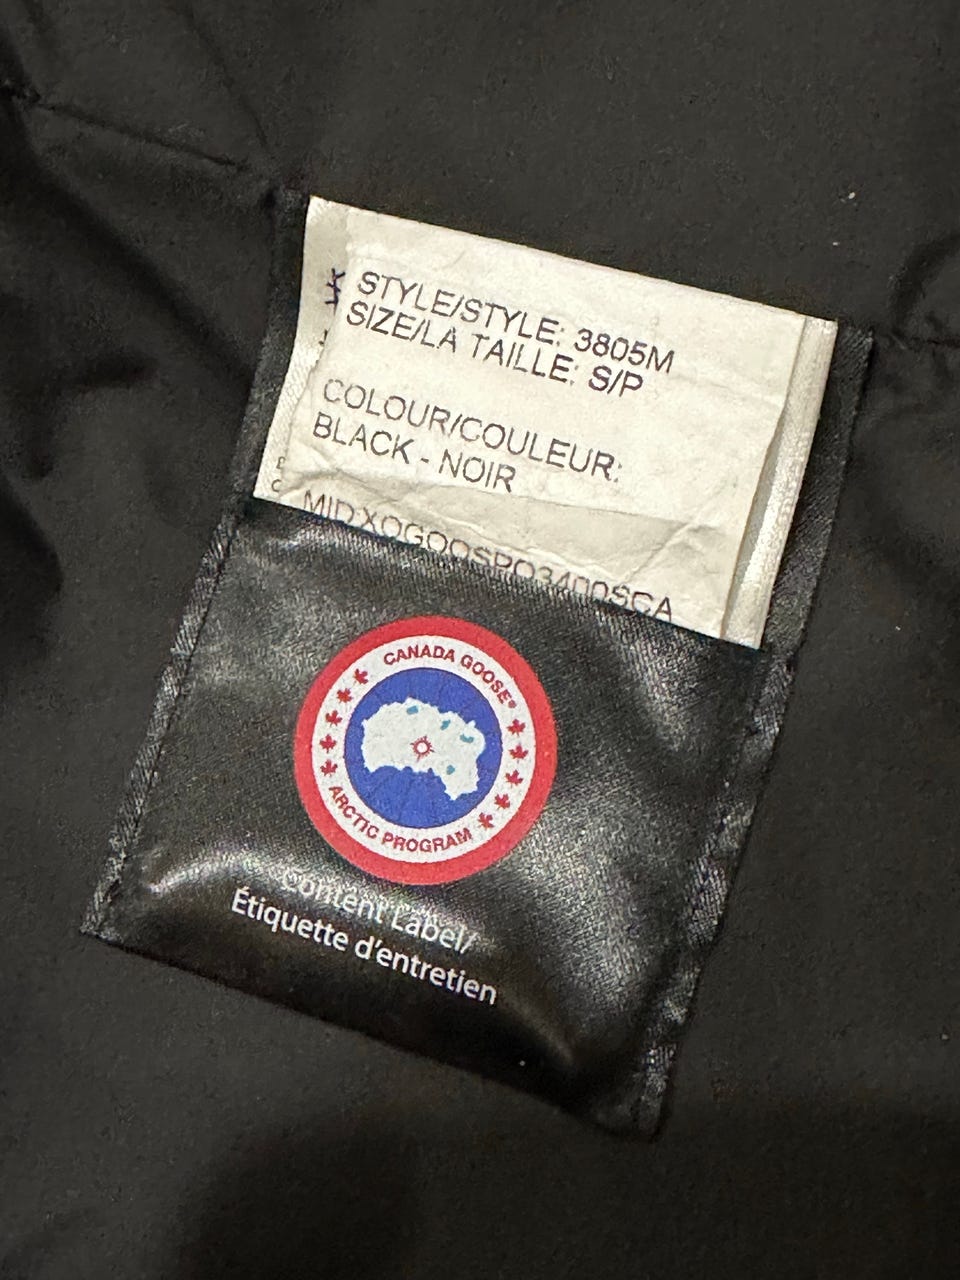 STYLE/STYLE: 3805M
SIZE/LA TAILLE: S/P
COLOUR/COULEUR:
BLACK - NOIR
CANADA GOOSE®
ARCTIC PROGRAM
Content Label/
Étiquette d'entretien